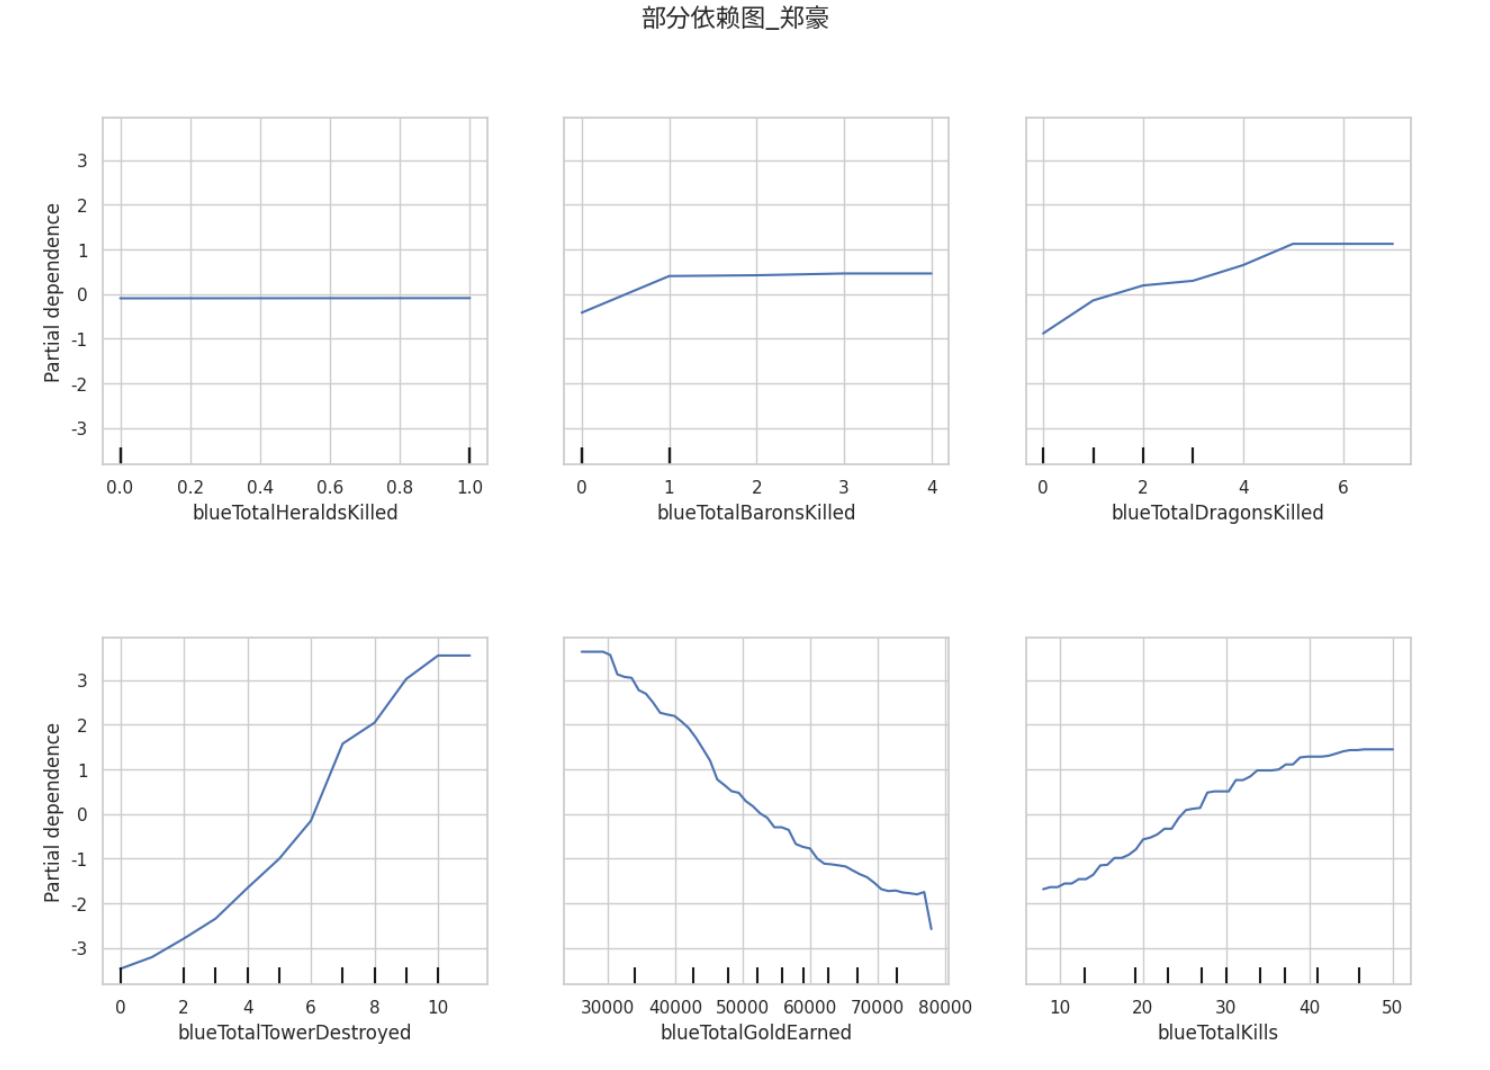 部分依赖图_郑豪
Partial dependence
3
2
1
0
-1
-2
-3
0.0 0.2 0.4 0.6 0.8 1.0
blueTotalHeraldsKilled
0 1 2 3 4
blueTotalBaronsKilled
0 2 4 6
blueTotalDragonsKilled
Partial dependence
3
2
1
0
-1
-2
-3
0 2 4 6 8 10
blueTotalTowerDestroyed
30000 40000 50000 60000 70000 80000
blueTotalGoldEarned
10 20 30 40 50
blueTotalKills